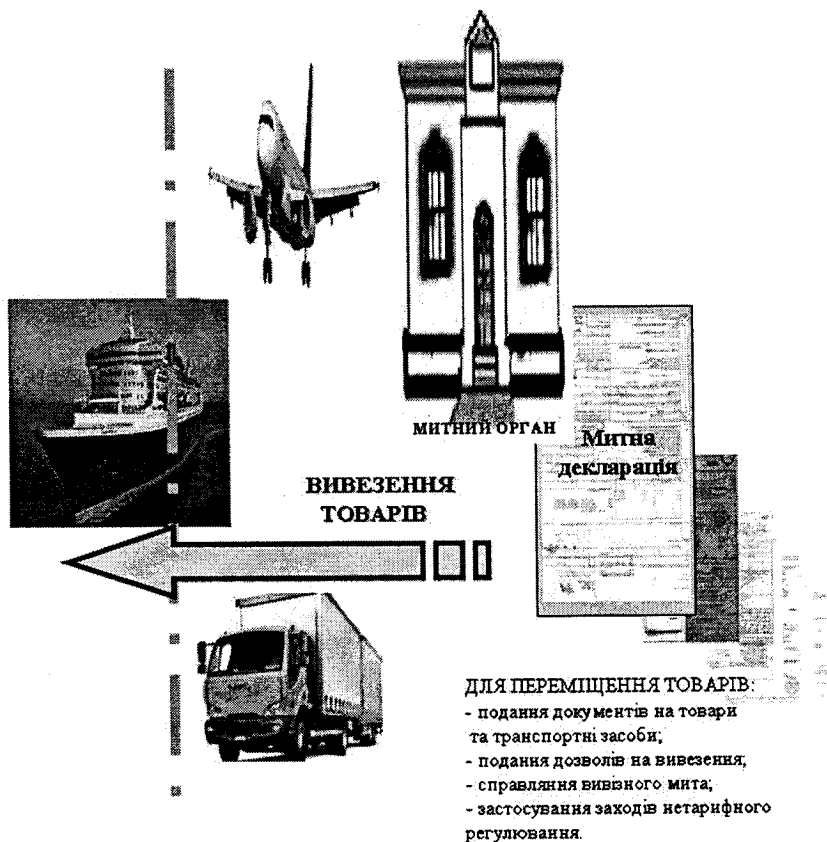 МИТНИЙ ОРГАН
Митна
декларація
ВИВЕЗЕННЯ
ТОВАРІВ
ДЛЯ ПЕРЕМІЩЕННЯ ТОВАРІВ:
- подання документів на товари
та транспортні засоби;
- подання дозволів на вивезення;
- справляння вивізного мита;
- застосування заходів нетарифного
регулювання.